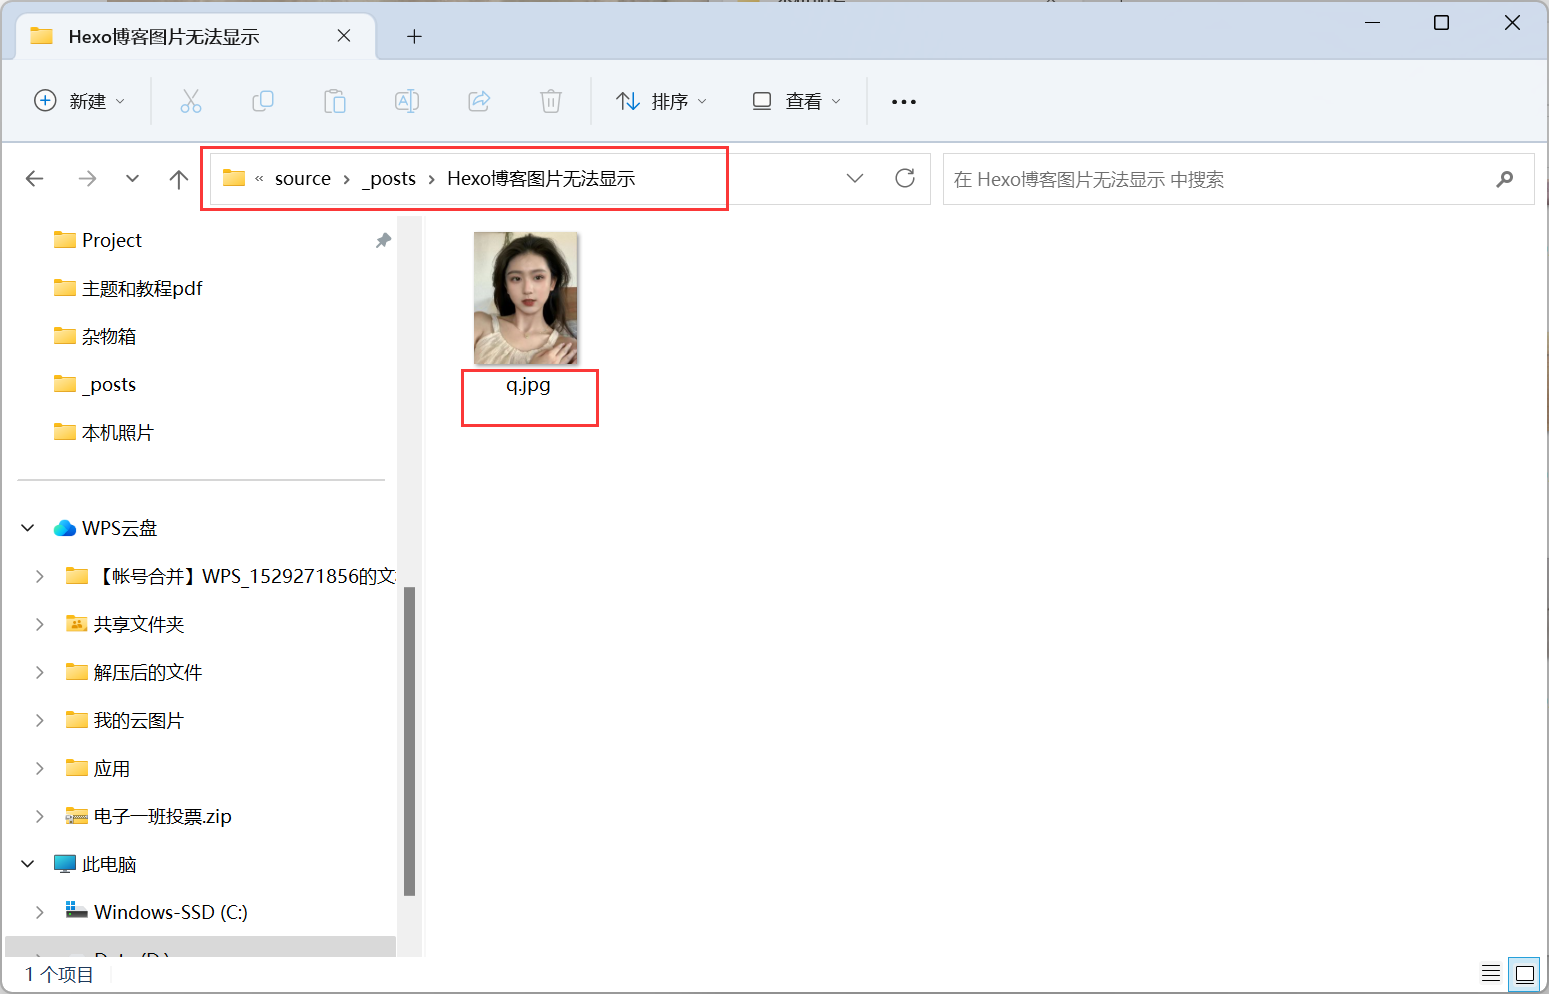 Hexo博客图片无法显示
新建
排序
查看
source
_posts
Hexo博客图片无法显示
在 Hexo博客图片无法显示 中搜索
Project
主题和教程pdf
杂物箱
_posts
本机照片
WPS云盘
【帐号合并】WPS_1529271856的文
共享文件夹
解压后的文件
我的云图片
应用
电子一班投票.zip
此电脑
Windows-SSD (C:)
q.jpg
1 个项目